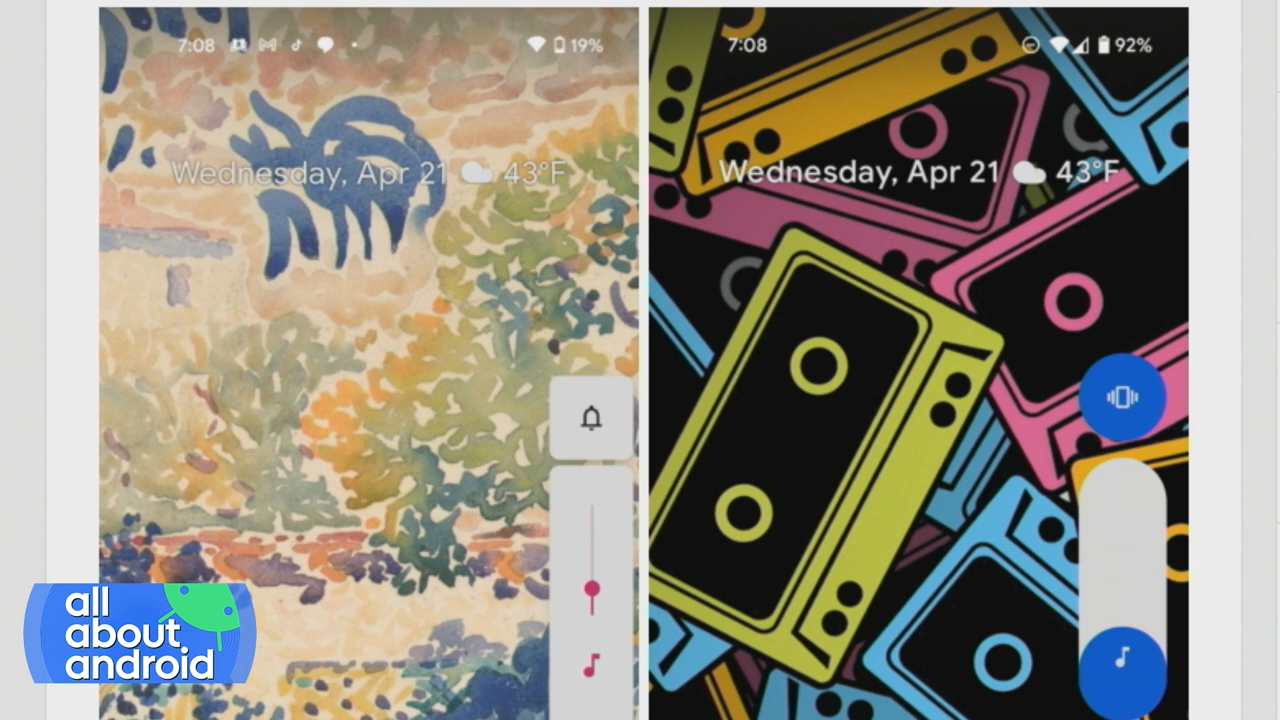 7:08 19%
Wednesday, Apr 21 43°F
7:08 92%
Wednesday, Apr 21 43°F
all
about
android